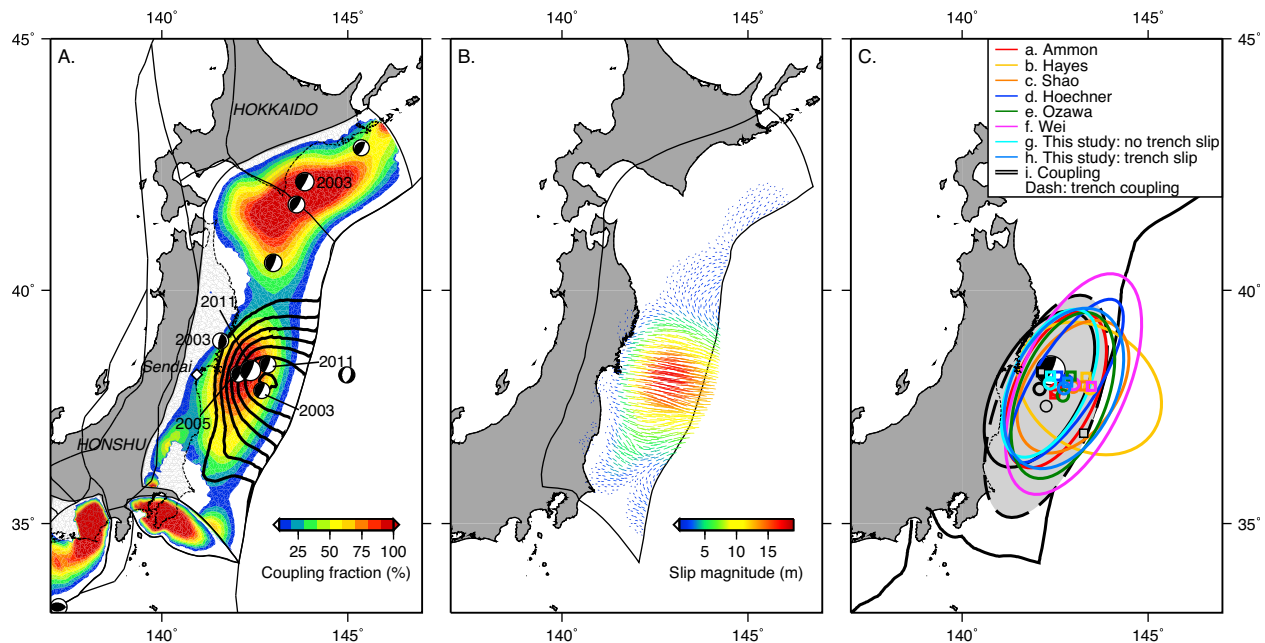 140˚ 145˚ 140˚ 145˚ 140˚ 145˚
45˚ 45˚
A. B. C.
a. Ammon
b. Hayes
c. Shao
d. Hoechner
e. Ozawa
f. Wei
g. This study: no trench slip
h. This study: trench slip
i. Coupling
Dash: trench coupling
HOKKAIDO
2003
40˚ 40˚
2011
2003
2011
Sendai
2003
2005
HONSHU
35˚ 35˚
25 50 75 100
Coupling fraction (%)
5 10 15
Slip magnitude (m)
140˚ 145˚ 140˚ 145˚ 140˚ 145˚